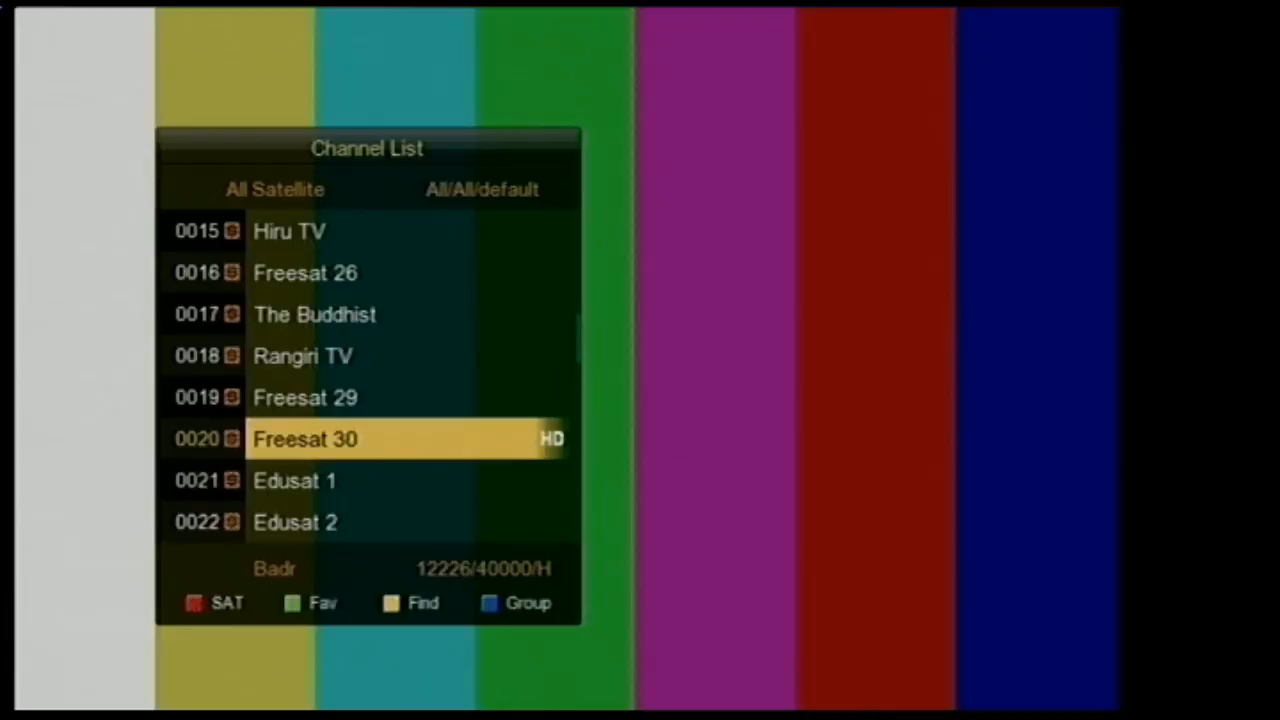 Channel List
All Satellite All/All/default
0015 S Hiru TV
0016 S Freesat 26
0017 S The Buddhist
0018 S Rangiri TV
0019 S Freesat 29
0020 S Freesat 30 HD
0021 S Edusat 1
0022 S Edusat 2
Badr 12226/40000/H
SAT Fav Find Group